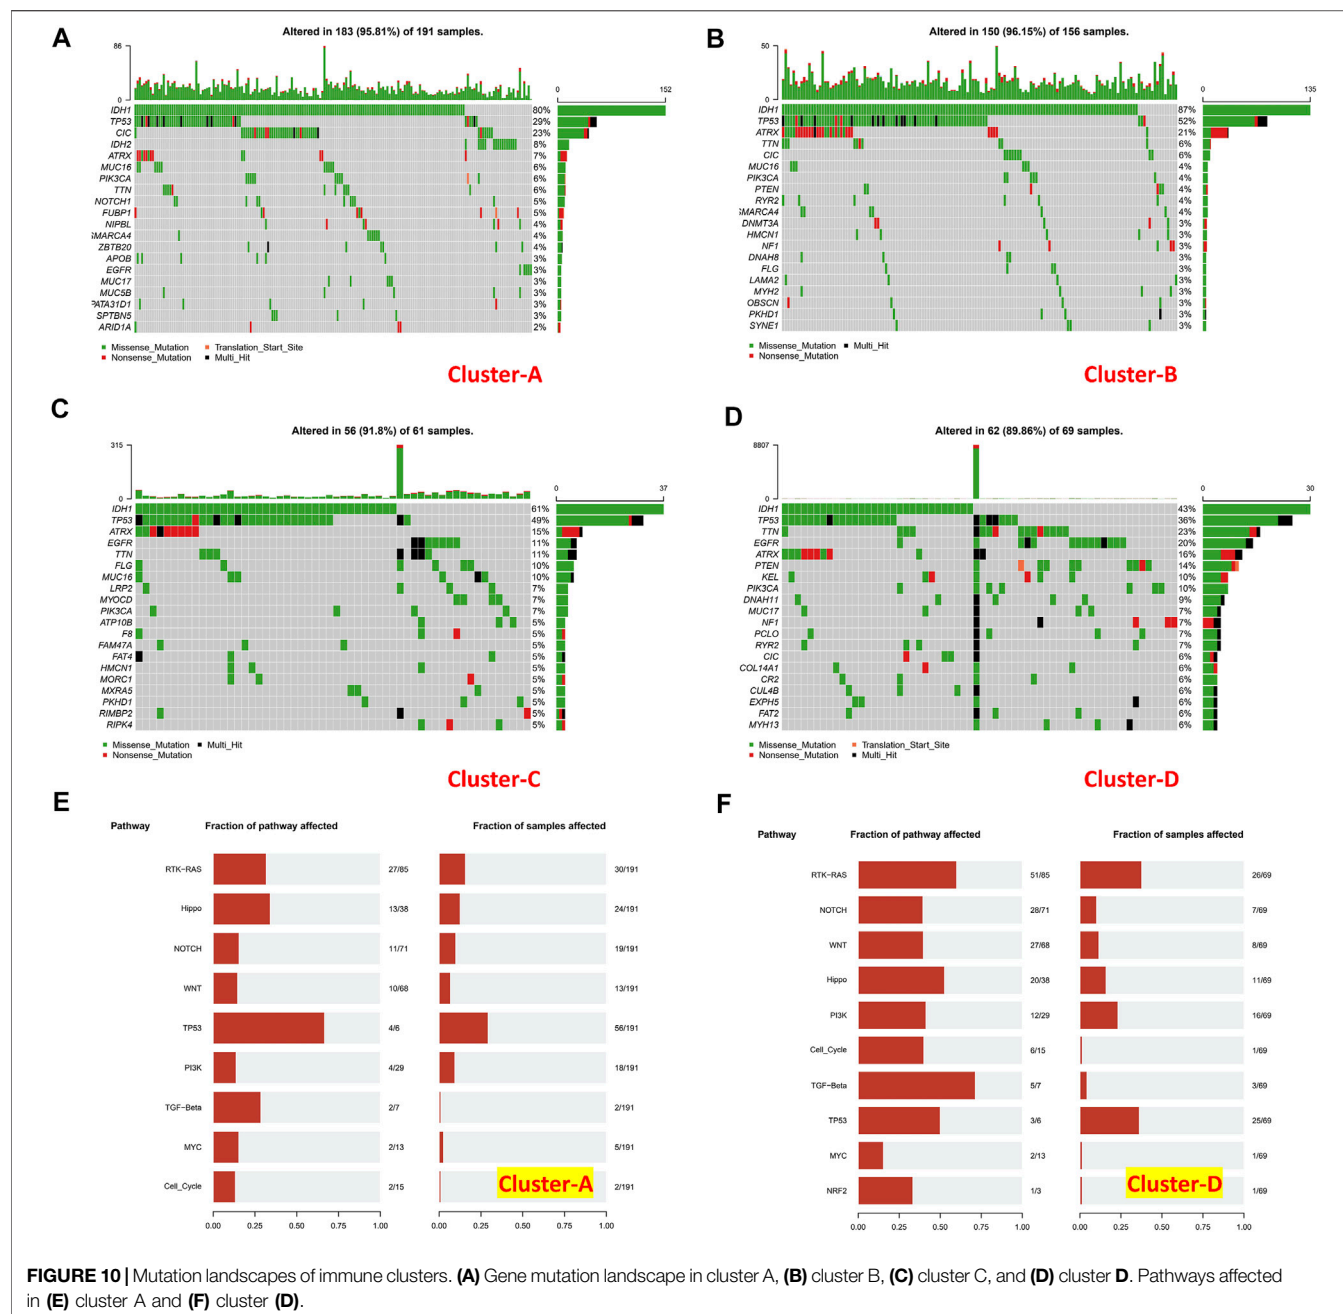 A
Altered in 183 (95.81%) of 191 samples.
86
0
0 152
IDH1 80%
TP53 29%
CIC 23%
IDH2 8%
ATRX 7%
MUC16 6%
PIK3CA 6%
TTN 6%
NOTCH1 5%
FUBP1 5%
NIPBL 4%
SMARCA4 4%
ZBTB20 4%
APOB 3%
EGFR 3%
MUC17 3%
MUC5B 3%
PATA31D1 3%
SPTBN5 3%
ARID1A 2%
Missense_Mutation Translation_Start_Site
Nonsense_Mutation Multi_Hit
Cluster-A
B
Altered in 150 (96.15%) of 156 samples.
50
0
0 135
IDH1 87%
TP53 52%
ATRX 21%
TTN 6%
CIC 6%
MUC16 4%
PIK3CA 4%
PTEN 4%
RYR2 4%
SMARCA4 4%
DNMT3A 3%
HMCN1 3%
NF1 3%
DNAH8 3%
FLG 3%
LAMA2 3%
MYH2 3%
OBSCN 3%
PKHD1 3%
SYNE1 3%
Missense_Mutation Multi_Hit
Nonsense_Mutation
Cluster-B
C
Altered in 56 (91.8%) of 61 samples.
315
0
0 37
IDH1 61%
TP53 49%
ATRX 15%
EGFR 11%
TTN 11%
FLG 10%
MUC16 10%
LRP2 7%
MYOCD 7%
PIK3CA 7%
ATP10B 5%
F8 5%
FAM47A 5%
FAT4 5%
HMCN1 5%
MORC1 5%
MXRA5 5%
PKHD1 5%
RIMBP2 5%
RIPK4 5%
Missense_Mutation Multi_Hit
Nonsense_Mutation
Cluster-C
D
Altered in 62 (89.86%) of 69 samples.
8807
0
0 30
IDH1 43%
TP53 36%
TTN 23%
EGFR 20%
ATRX 16%
PTEN 14%
KEL 10%
PIK3CA 10%
DNAH11 9%
MUC17 7%
NF1 7%
PCLO 7%
RYR2 7%
CIC 6%
COL14A1 6%
CR2 6%
CUL4B 6%
EXPH5 6%
FAT2 6%
MYH13 6%
Missense_Mutation Translation_Start_Site
Nonsense_Mutation Multi_Hit
Cluster-D
E
Pathway Fraction of pathway affected Fraction of samples affected
RTK-RAS 27/85 30/191
Hippo 13/38 24/191
NOTCH 11/71 19/191
WNT 10/68 13/191
TP53 4/6 56/191
PI3K 4/29 18/191
TGF-Beta 2/7 2/191
MYC 2/13 5/191
Cell_Cycle 2/15 2/191
Cluster-A
0.00 0.25 0.50 0.75 1.00 0.00 0.25 0.50 0.75 1.00
F
Pathway Fraction of pathway affected Fraction of samples affected
RTK-RAS 51/85 26/69
NOTCH 28/71 7/69
WNT 27/68 8/69
Hippo 20/38 11/69
PI3K 12/29 16/69
Cell_Cycle 6/15 1/69
TGF-Beta 5/7 3/69
TP53 3/6 25/69
MYC 2/13 1/69
NRF2 1/3 1/69
Cluster-D
0.00 0.25 0.50 0.75 1.00 0.00 0.25 0.50 0.75 1.00
FIGURE 10 | Mutation landscapes of immune clusters. (A) Gene mutation landscape in cluster A, (B) cluster B, (C) cluster C, and (D) cluster D. Pathways affected
in (E) cluster A and (F) cluster (D).